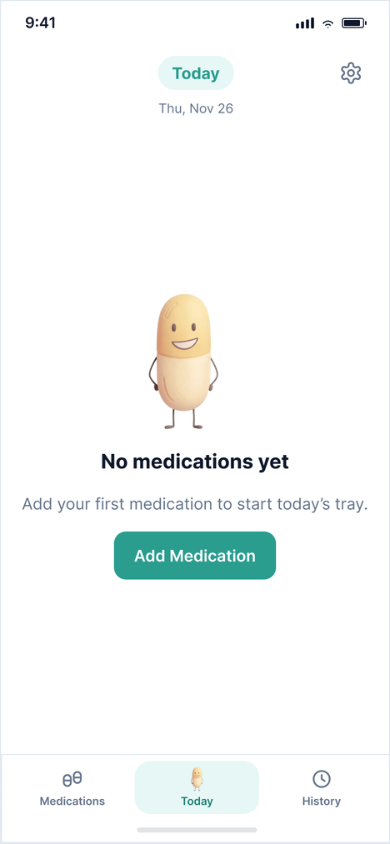 9:41
Today
Thu, Nov 26
No medications yet
Add your first medication to start today’s tray.
Add Medication
Medications
Today
History